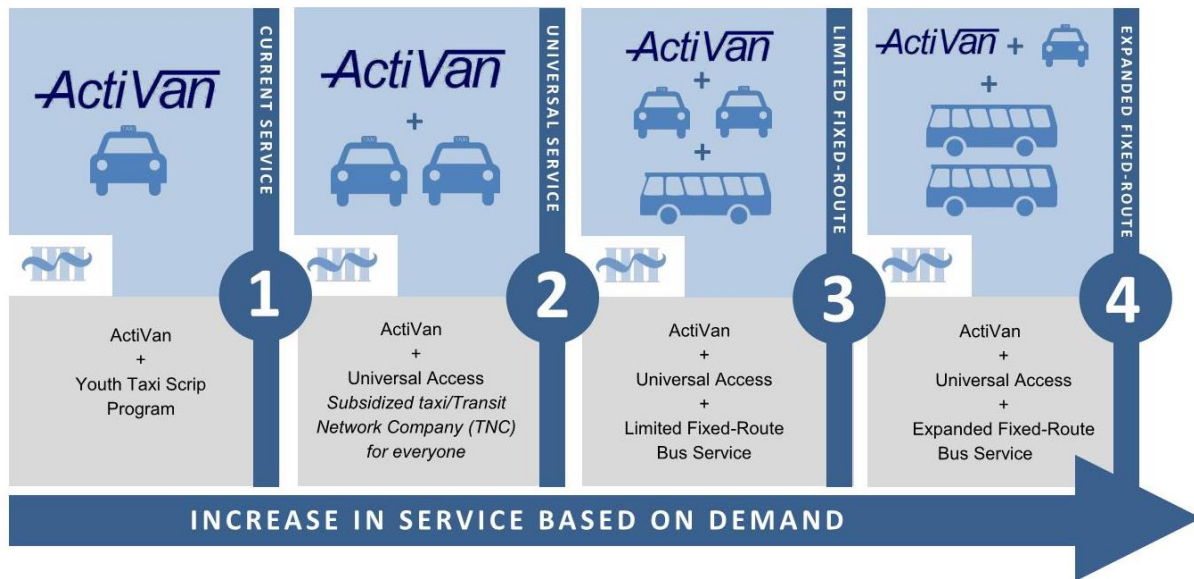 ActiVan
TAXI
CURRENT SERVICE
1
ActiVan
+
Youth Taxi Scrip
Program
ActiVan
+
UNIVERSAL SERVICE
2
ActiVan
+
Universal Access
Subsidized taxi/Transit
Network Company (TNC)
for everyone
ActiVan
+
+
LIMITED FIXED-ROUTE
3
ActiVan
+
Universal Access
+
Limited Fixed-Route
Bus Service
ActiVan +
+
EXPANDED FIXED-ROUTE
4
ActiVan
+
Universal Access
+
Expanded Fixed-Route
Bus Service
INCREASE IN SERVICE BASED ON DEMAND